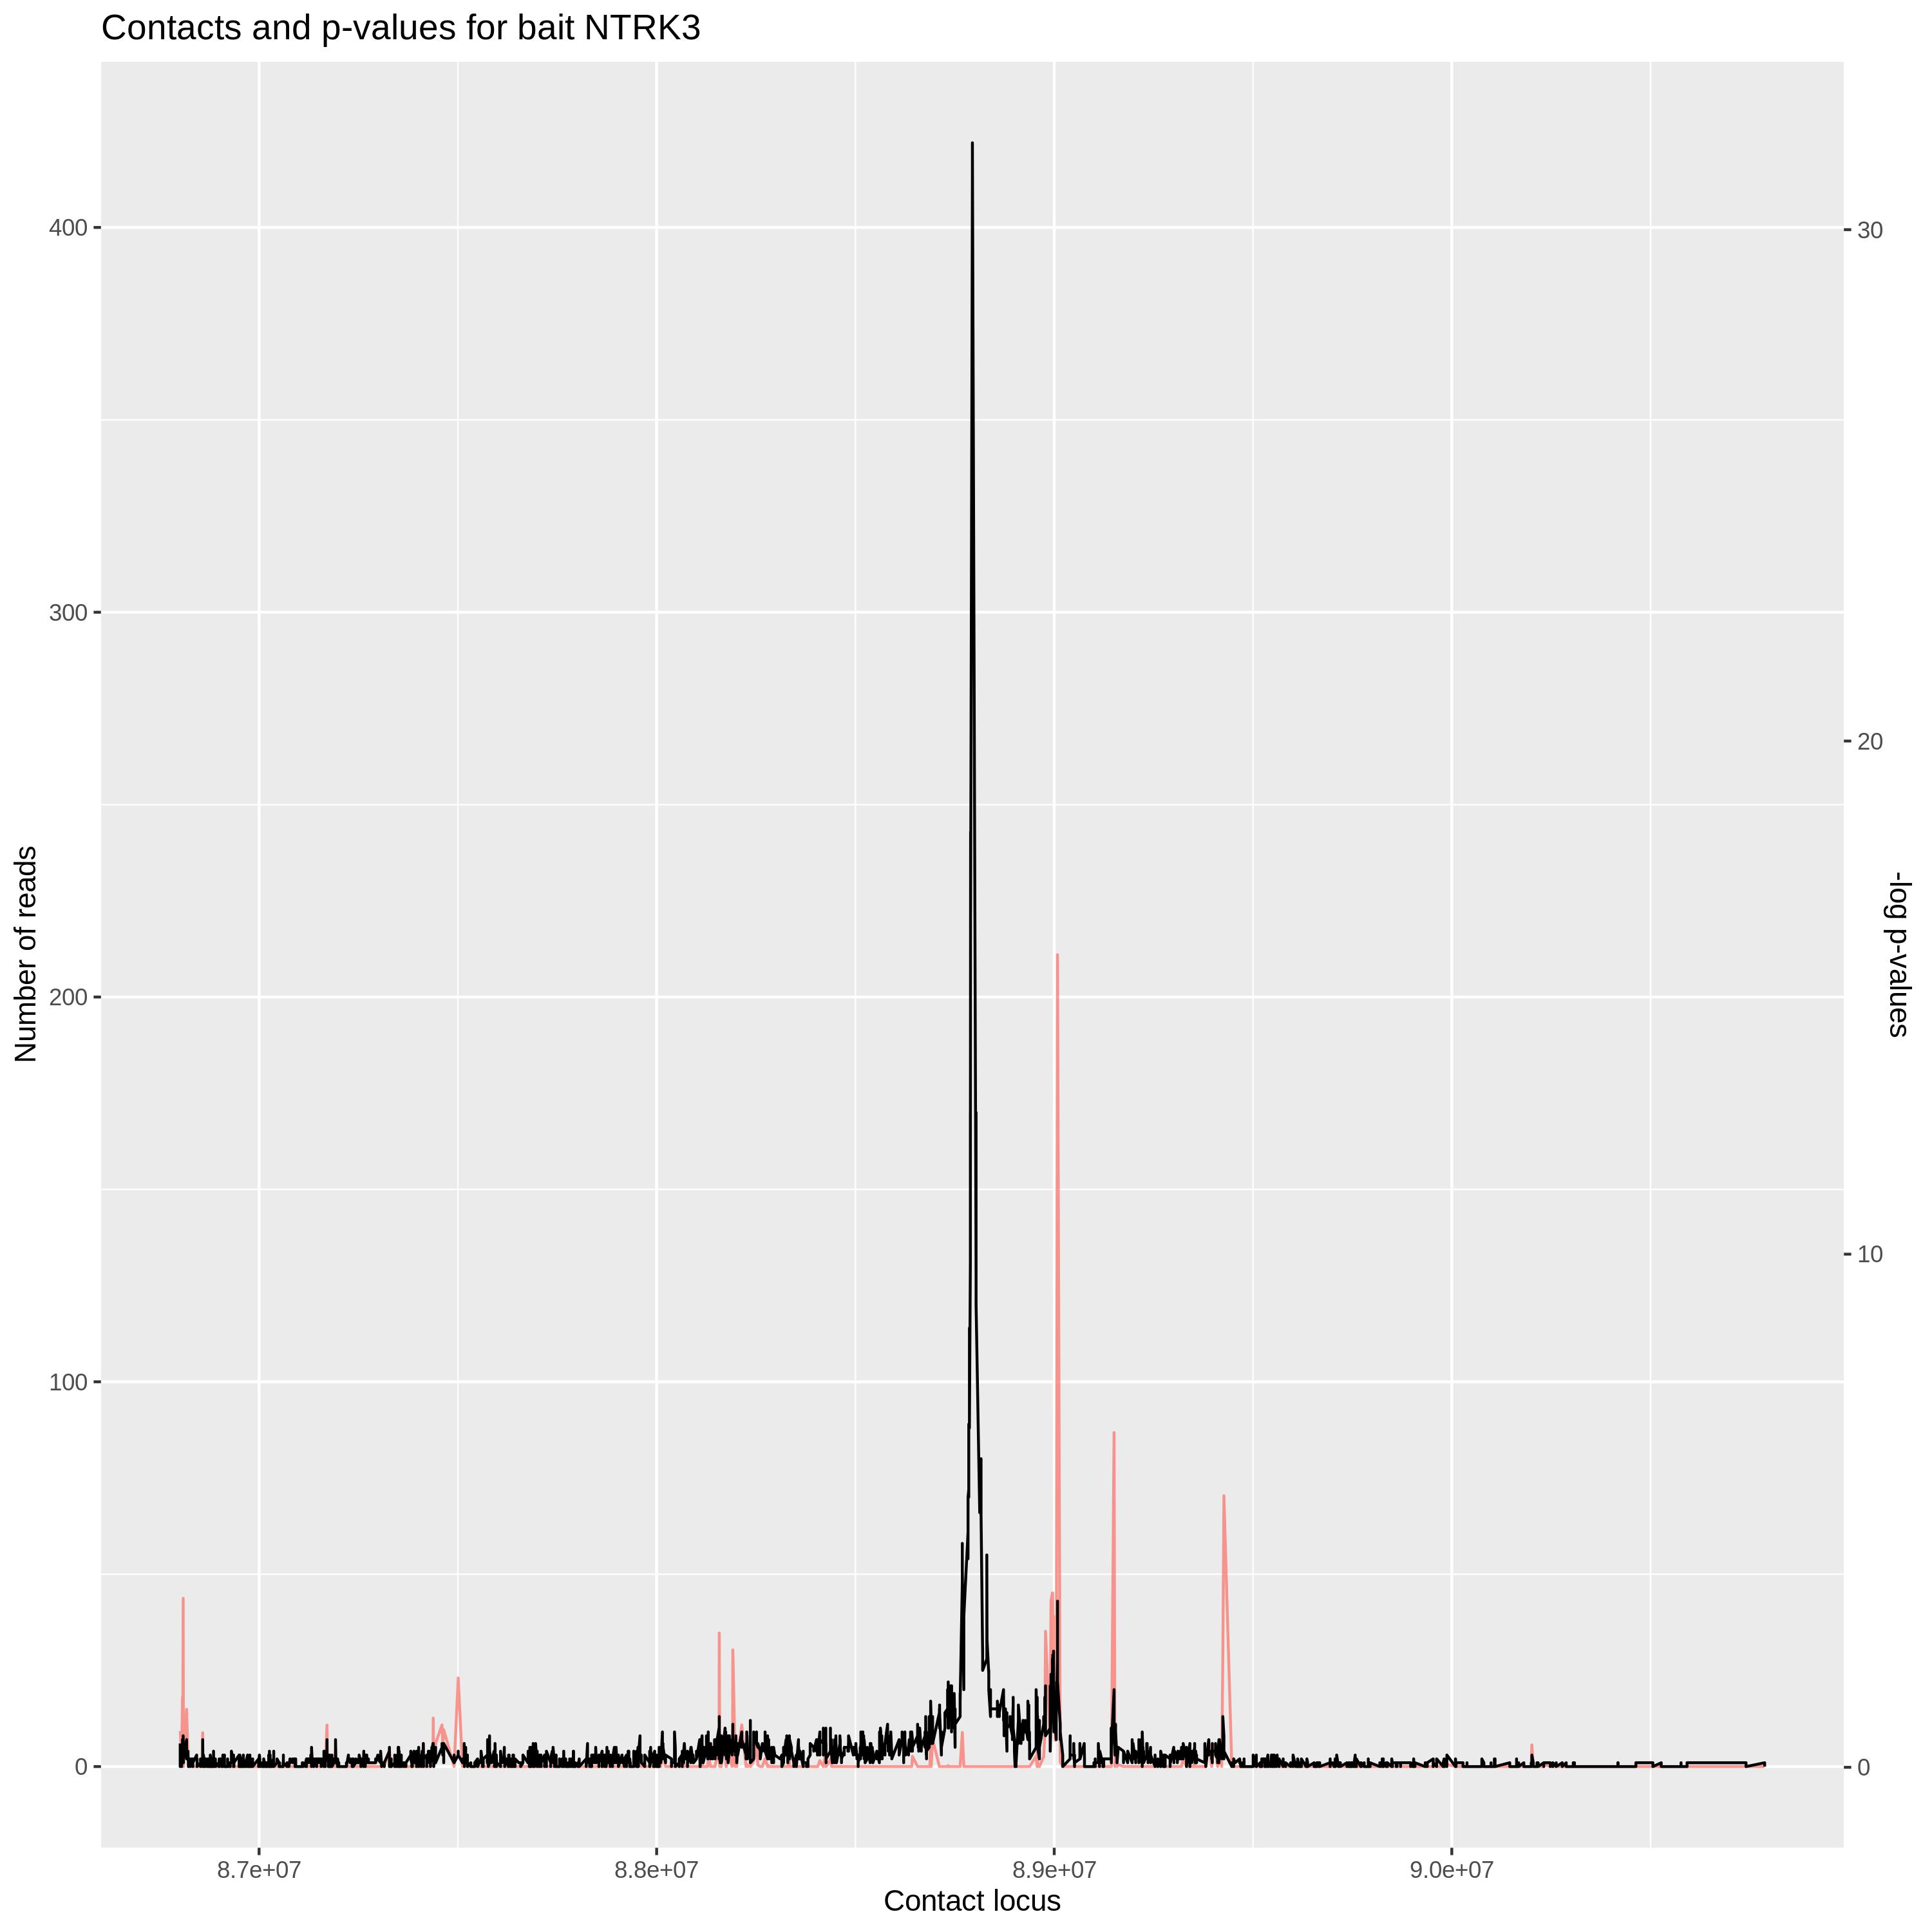 Contacts and p-values for bait NTRK3
Number of reads
400
300
200
100
0
30
20
10
0
-log p-values
8.7e+07
8.8e+07
8.9e+07
9.0e+07
Contact locus